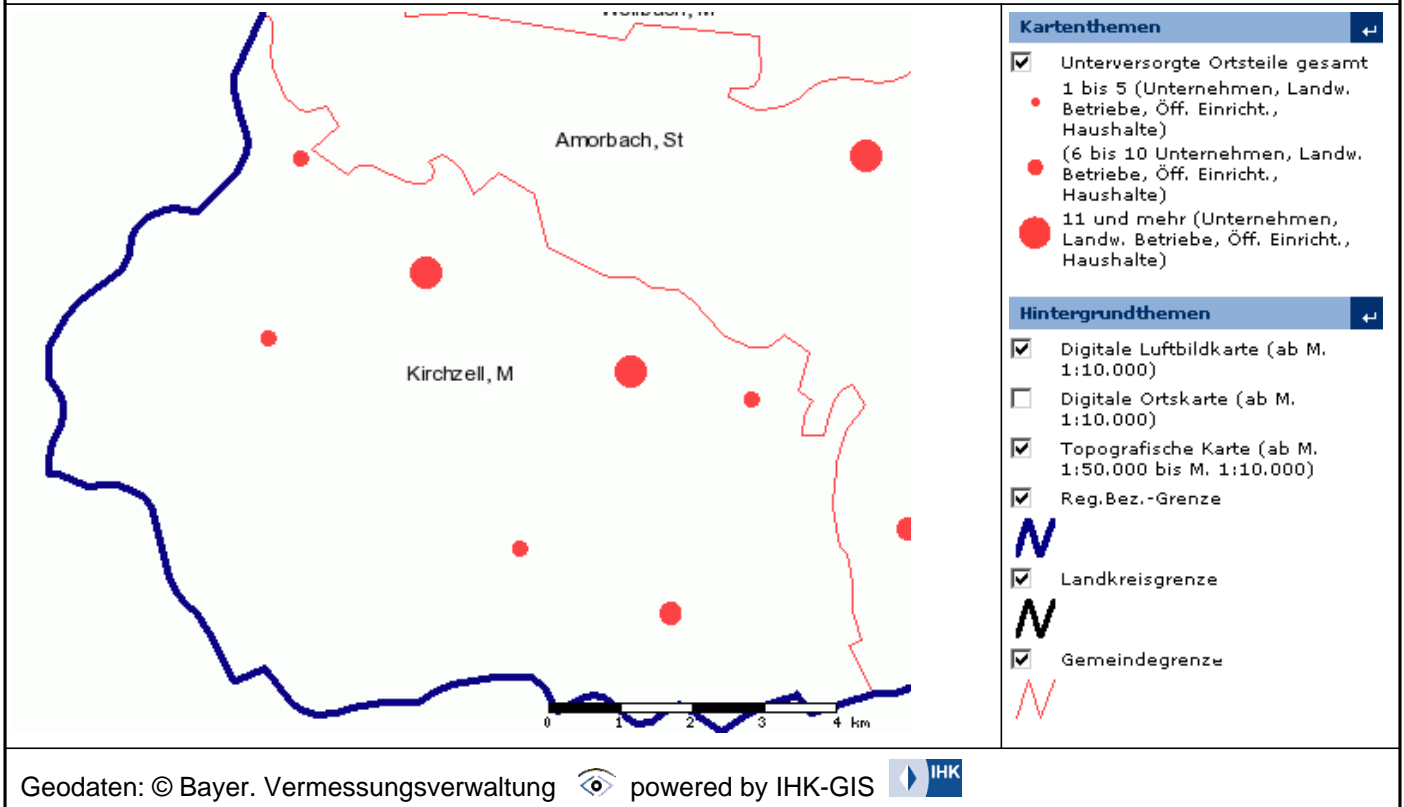 Amorbach, St
Kirchzell, M
0 1 2 3 4 km
Kartenthemen
Unterversorgte Ortsteile gesamt
1 bis 5 (Unternehmen, Landw.
Betriebe, Öff. Einricht.,
Haushalte)
(6 bis 10 Unternehmen, Landw.
Betriebe, Öff. Einricht.,
Haushalte)
11 und mehr (Unternehmen,
Landw. Betriebe, Öff. Einricht.,
Haushalte)
Hintergrundthemen
Digitale Luftbildkarte (ab M.
1:10.000)
Digitale Ortskarte (ab M.
1:10.000)
Topografische Karte (ab M.
1:50.000 bis M. 1:10.000)
Reg.Bez.-Grenze
Landkreisgrenze
Gemeindegrenze
Geodaten: © Bayer. Vermessungsverwaltung powered by IHK-GIS IHK